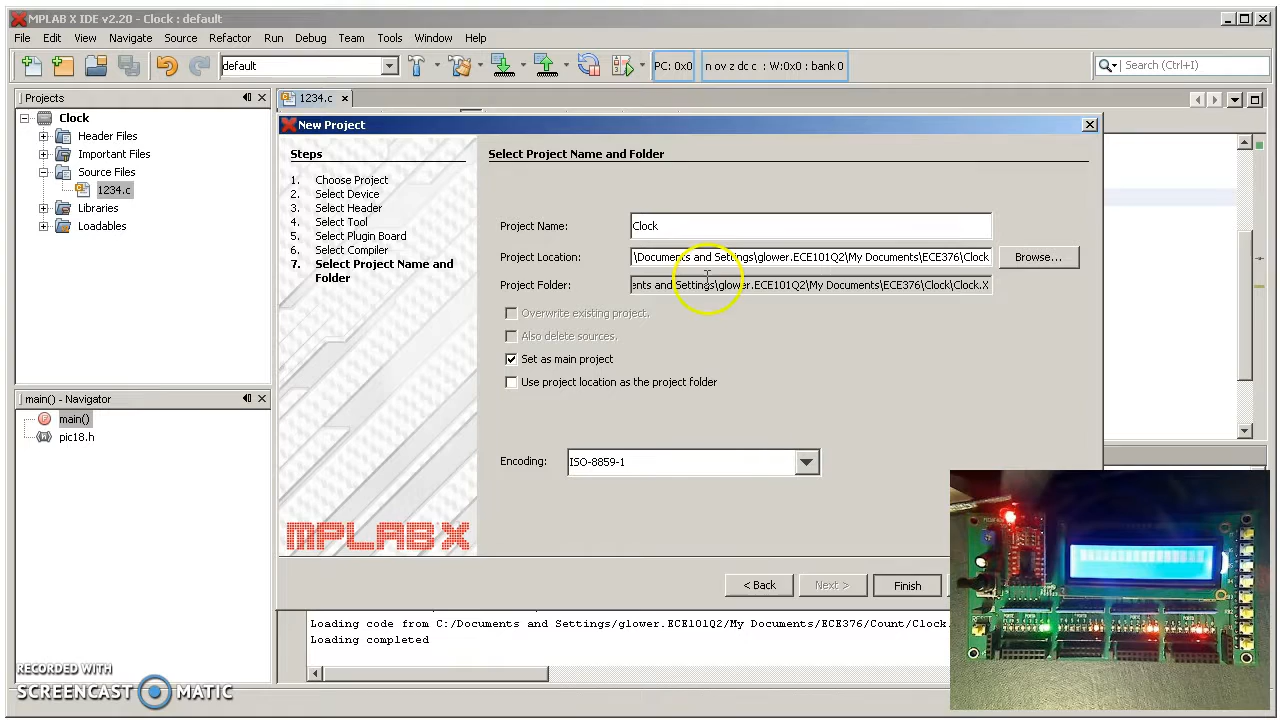 MPLAB X IDE v2.20 - Clock : default
File Edit View Navigate Source Refactor Run Debug Team Tools Window Help
default
PC: 0x0
n ov z dc c : W:0x0 : bank 0
Search (Ctrl+I)
Projects
Clock
Header Files
Important Files
Source Files
1234.c
Libraries
Loadables
main() - Navigator
main()
pic18.h
1234.c
New Project
Steps
1. Choose Project
2. Select Device
3. Select Header
4. Select Tool
5. Select Plugin Board
6. Select Compiler
7. Select Project Name and
Folder
MPLAB X
Select Project Name and Folder
Project Name: Clock
Project Location: \Documents and Settings\glower.ECE101Q2\My Documents\ECE376\Clock Browse...
Project Folder: ents and Settings\glower.ECE101Q2\My Documents\ECE376\Clock\Clock.X
Overwrite existing project.
Also delete sources.
Set as main project
Use project location as the project folder
Encoding: ISO-8859-1
< Back Next > Finish
Loading code from C:/Documents and Settings/glower.ECE101Q2/My Documents/ECE376/Count/Clock.
Loading completed
RECORDED WITH
SCREENCAST MATIC